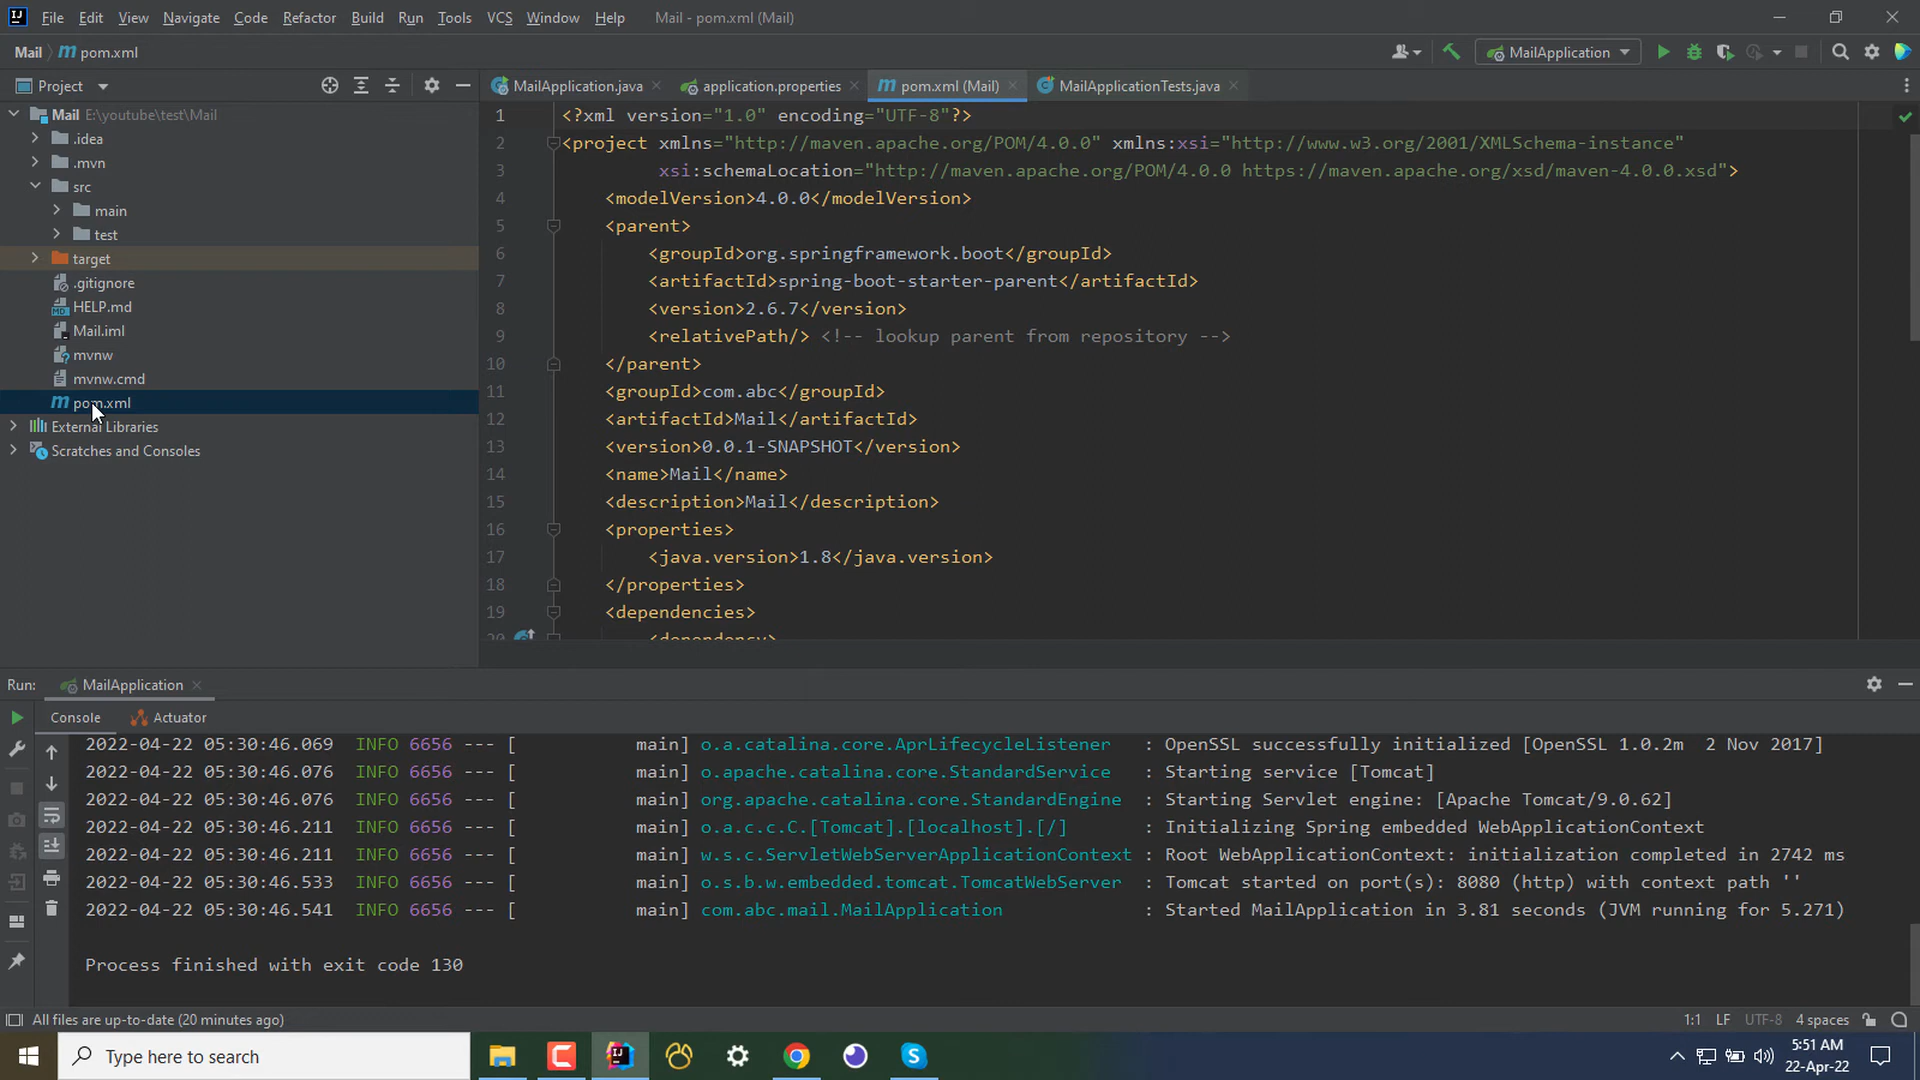 File Edit View Navigate Code Refactor Build Run Tools VCS Window Help Mail - pom.xml (Mail)
Mail pom.xml MailApplication
Project MailApplication.java application.properties pom.xml (Mail) MailApplicationTests.java
Mail E:\youtube\test\Mail
.idea
.mvn
src
main
test
target
.gitignore
HELP.md
Mail.iml
mvnw
mvnw.cmd
pom.xml
External Libraries
Scratches and Consoles
1 <?xml version="1.0" encoding="UTF-8"?>
2 <project xmlns="http://maven.apache.org/POM/4.0.0" xmlns:xsi="http://www.w3.org/2001/XMLSchema-instance"
3 xsi:schemaLocation="http://maven.apache.org/POM/4.0.0 https://maven.apache.org/xsd/maven-4.0.0.xsd">
4 <modelVersion>4.0.0</modelVersion>
5 <parent>
6 <groupId>org.springframework.boot</groupId>
7 <artifactId>spring-boot-starter-parent</artifactId>
8 <version>2.6.7</version>
9 <relativePath/> <!-- lookup parent from repository -->
10 </parent>
11 <groupId>com.abc</groupId>
12 <artifactId>Mail</artifactId>
13 <version>0.0.1-SNAPSHOT</version>
14 <name>Mail</name>
15 <description>Mail</description>
16 <properties>
17 <java.version>1.8</java.version>
18 </properties>
19 <dependencies>
20 <dependency>
Run: MailApplication
Console Actuator
2022-04-22 05:30:46.069 INFO 6656 --- [ main] o.a.catalina.core.AprLifecycleListener : OpenSSL successfully initialized [OpenSSL 1.0.2m 2 Nov 2017]
2022-04-22 05:30:46.076 INFO 6656 --- [ main] o.apache.catalina.core.StandardService : Starting service [Tomcat]
2022-04-22 05:30:46.076 INFO 6656 --- [ main] org.apache.catalina.core.StandardEngine : Starting Servlet engine: [Apache Tomcat/9.0.62]
2022-04-22 05:30:46.211 INFO 6656 --- [ main] o.a.c.c.C.[Tomcat].[localhost].[/] : Initializing Spring embedded WebApplicationContext
2022-04-22 05:30:46.211 INFO 6656 --- [ main] w.s.c.ServletWebServerApplicationContext : Root WebApplicationContext: initialization completed in 2742 ms
2022-04-22 05:30:46.533 INFO 6656 --- [ main] o.s.b.w.embedded.tomcat.TomcatWebServer : Tomcat started on port(s): 8080 (http) with context path ''
2022-04-22 05:30:46.541 INFO 6656 --- [ main] com.abc.mail.MailApplication : Started MailApplication in 3.81 seconds (JVM running for 5.271)
Process finished with exit code 130
All files are up-to-date (20 minutes ago) 1:1 LF UTF-8 4 spaces
Type here to search
5:51 AM
22-Apr-22